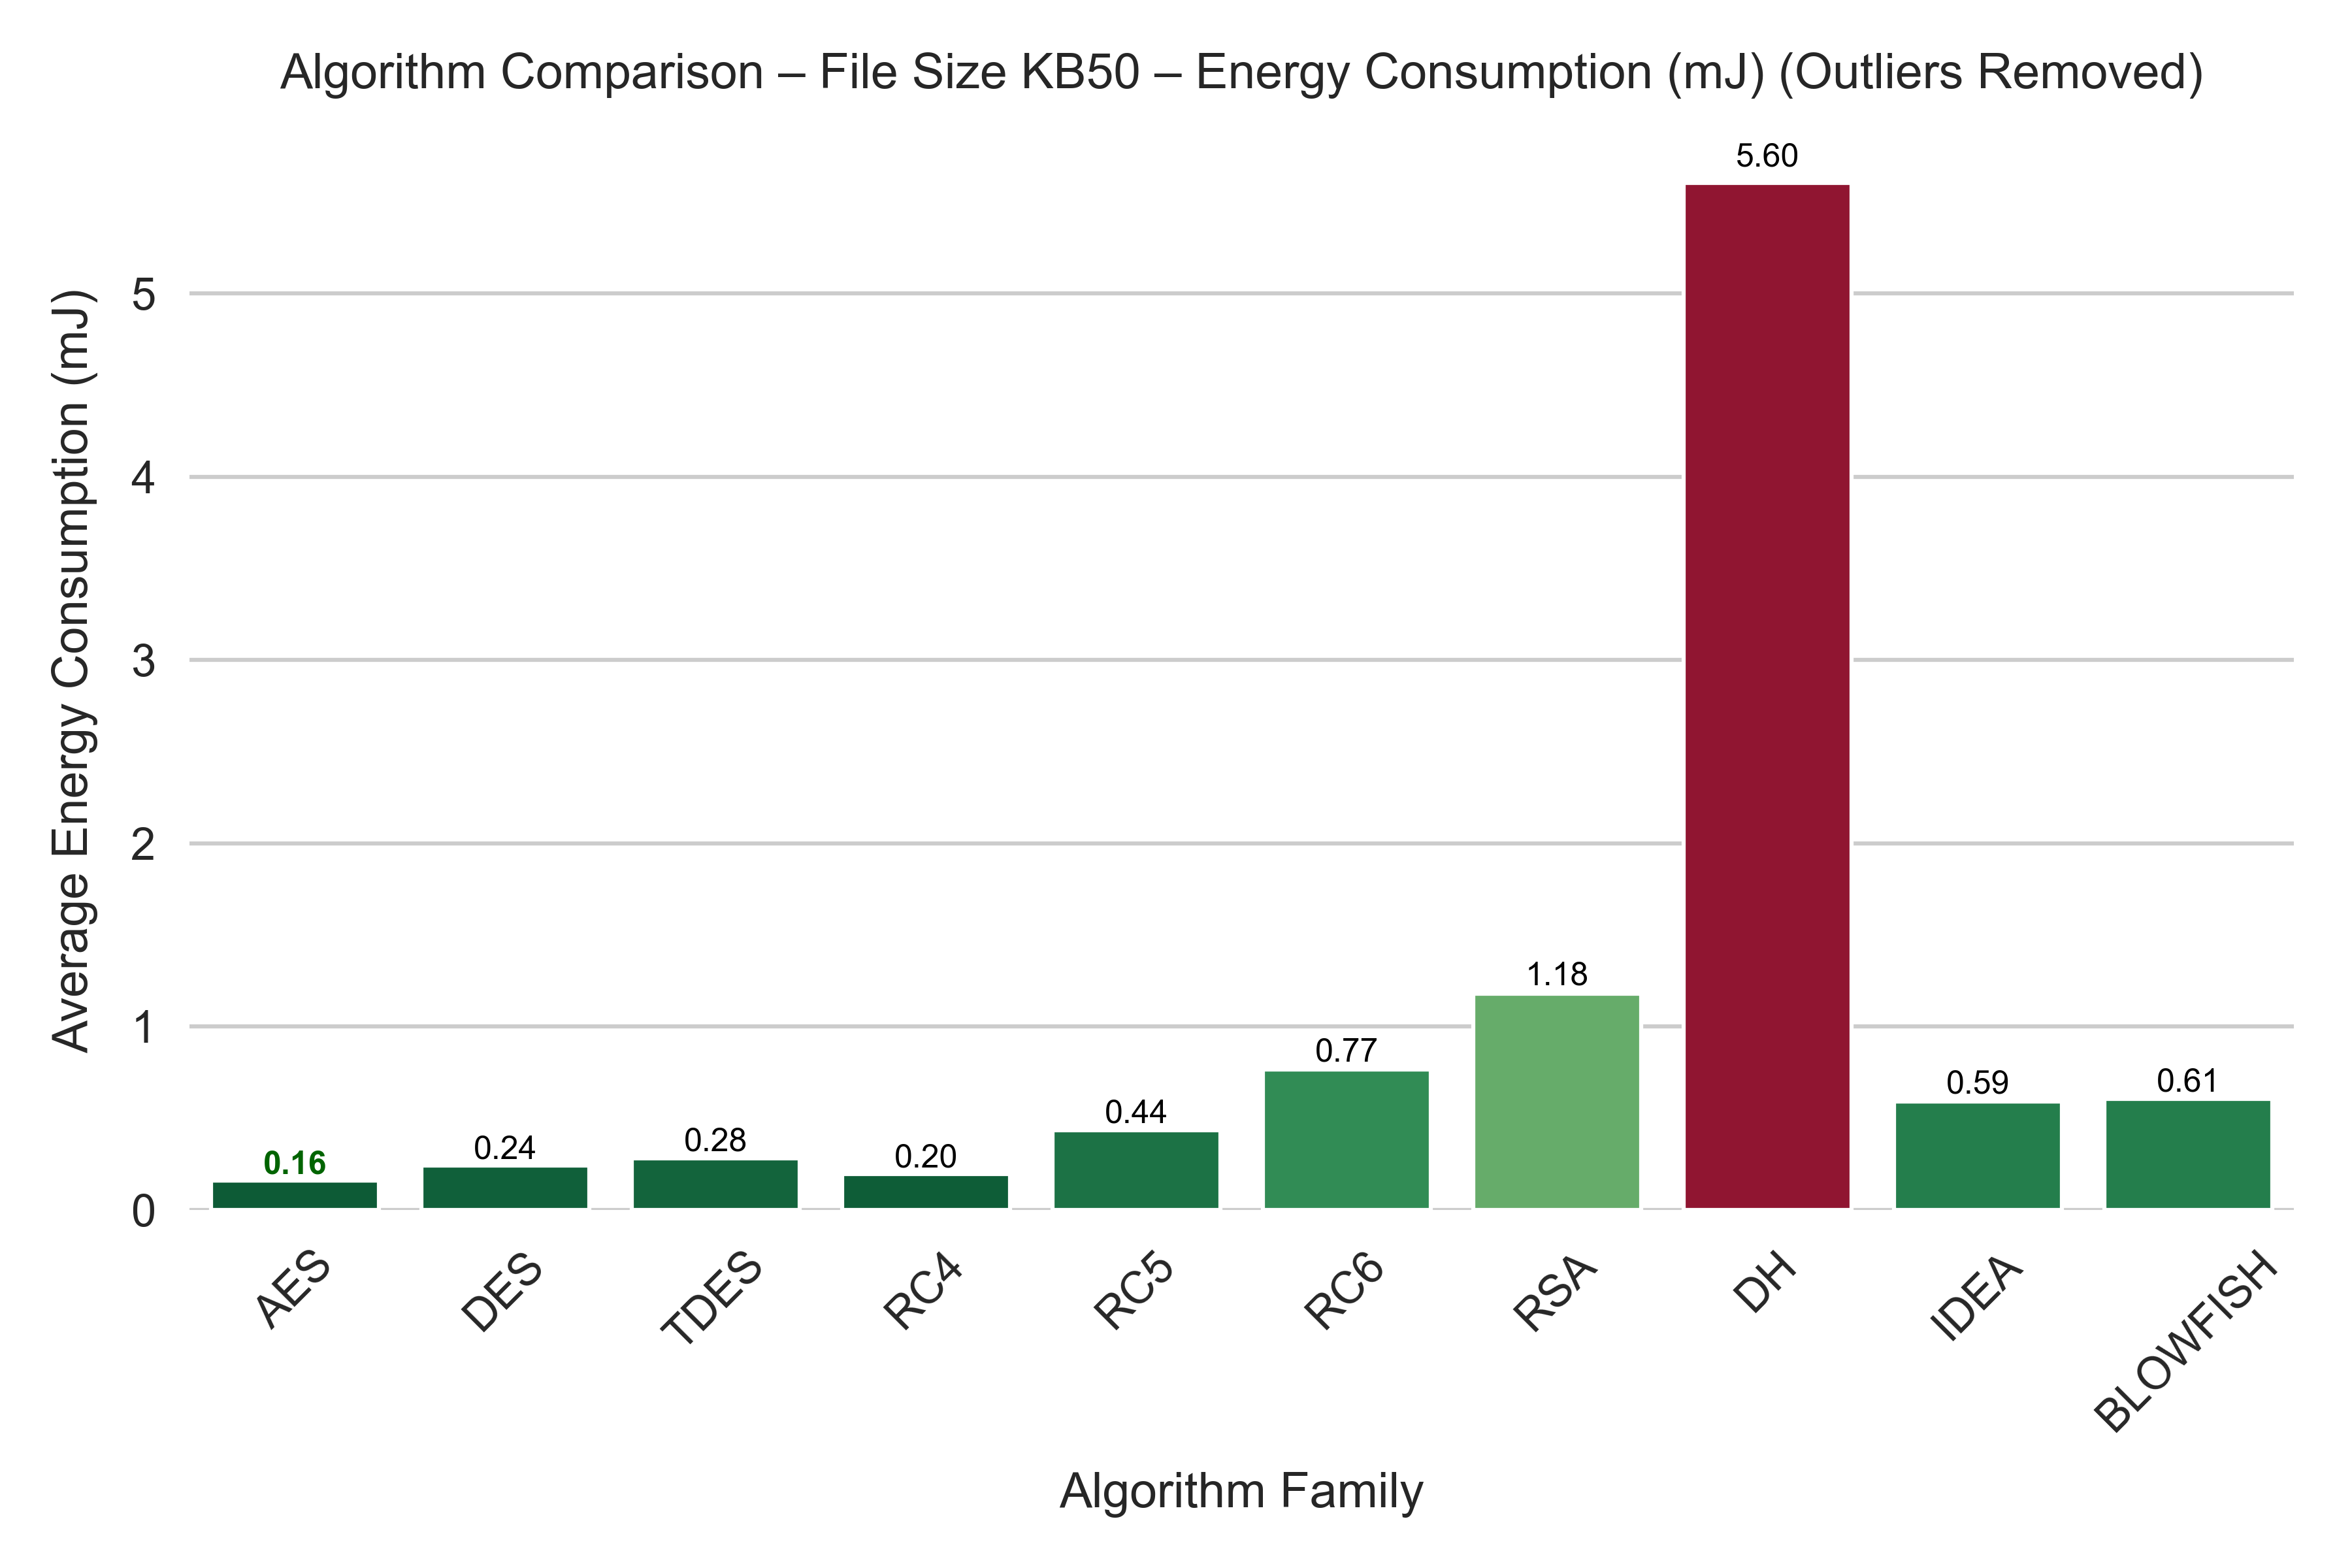 Algorithm Comparison – File Size KB50 – Energy Consumption (mJ) (Outliers Removed)
Average Energy Consumption (mJ)
5
4
3
2
1
0
0.16
0.24
0.28
0.20
0.44
0.77
1.18
5.60
0.59
0.61
AES
DES
TDES
RC4
RC5
RC6
RSA
DH
IDEA
BLOWFISH
Algorithm Family